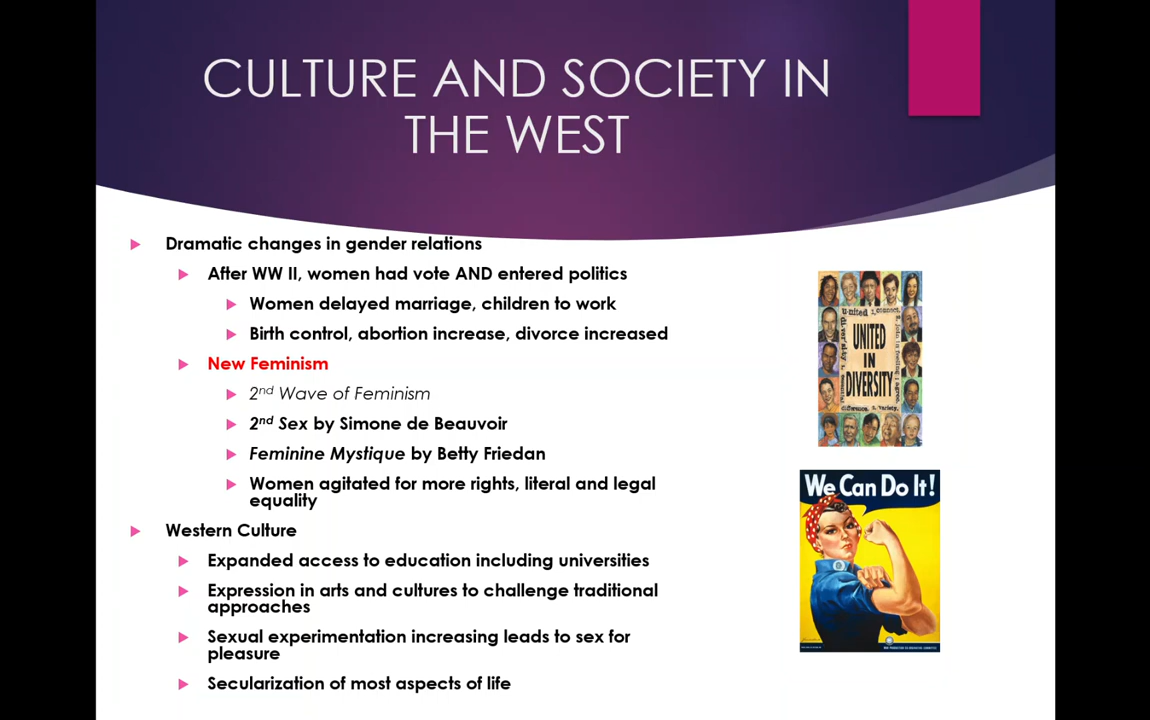 CULTURE AND SOCIETY IN
THE WEST
Dramatic changes in gender relations
After WW II, women had vote AND entered politics
Women delayed marriage, children to work
Birth control, abortion increase, divorce increased
New Feminism
2nd Wave of Feminism
2nd Sex by Simone de Beauvoir
Feminine Mystique by Betty Friedan
Women agitated for more rights, literal and legal
equality
Western Culture
Expanded access to education including universities
Expression in arts and cultures to challenge traditional
approaches
Sexual experimentation increasing leads to sex for
pleasure
Secularization of most aspects of life
UNITED
IN
DIVERSITY
We Can Do It!